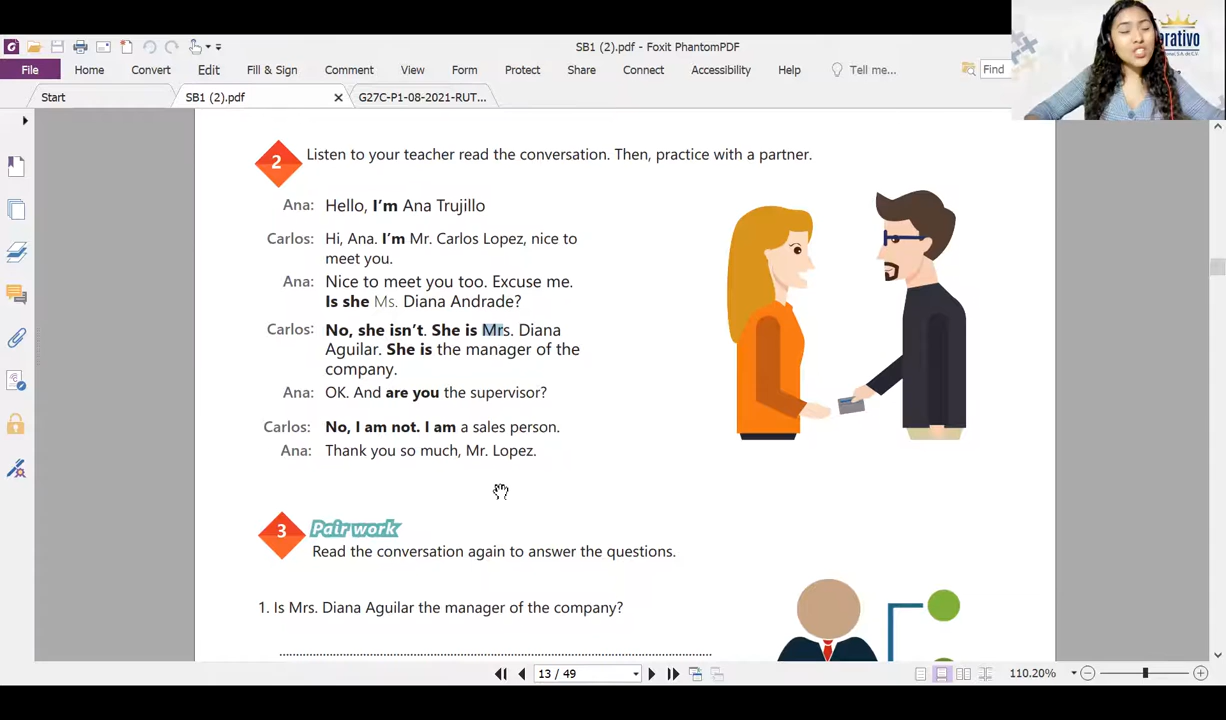 SB1 (2).pdf - Foxit PhantomPDF
File Home Convert Edit Fill & Sign Comment View Form Protect Share Connect Accessibility Help Tell me... Find
Start SB1 (2).pdf G27C-P1-08-2021-RUT...
2 Listen to your teacher read the conversation. Then, practice with a partner.
Ana: Hello, I'm Ana Trujillo
Carlos: Hi, Ana. I'm Mr. Carlos Lopez, nice to
meet you.
Ana: Nice to meet you too. Excuse me.
Is she Ms. Diana Andrade?
Carlos: No, she isn't. She is Mrs. Diana
Aguilar. She is the manager of the
company.
Ana: OK. And are you the supervisor?
Carlos: No, I am not. I am a sales person.
Ana: Thank you so much, Mr. Lopez.
3 Pair work
Read the conversation again to answer the questions.
1. Is Mrs. Diana Aguilar the manager of the company?
13 / 49
110.20%